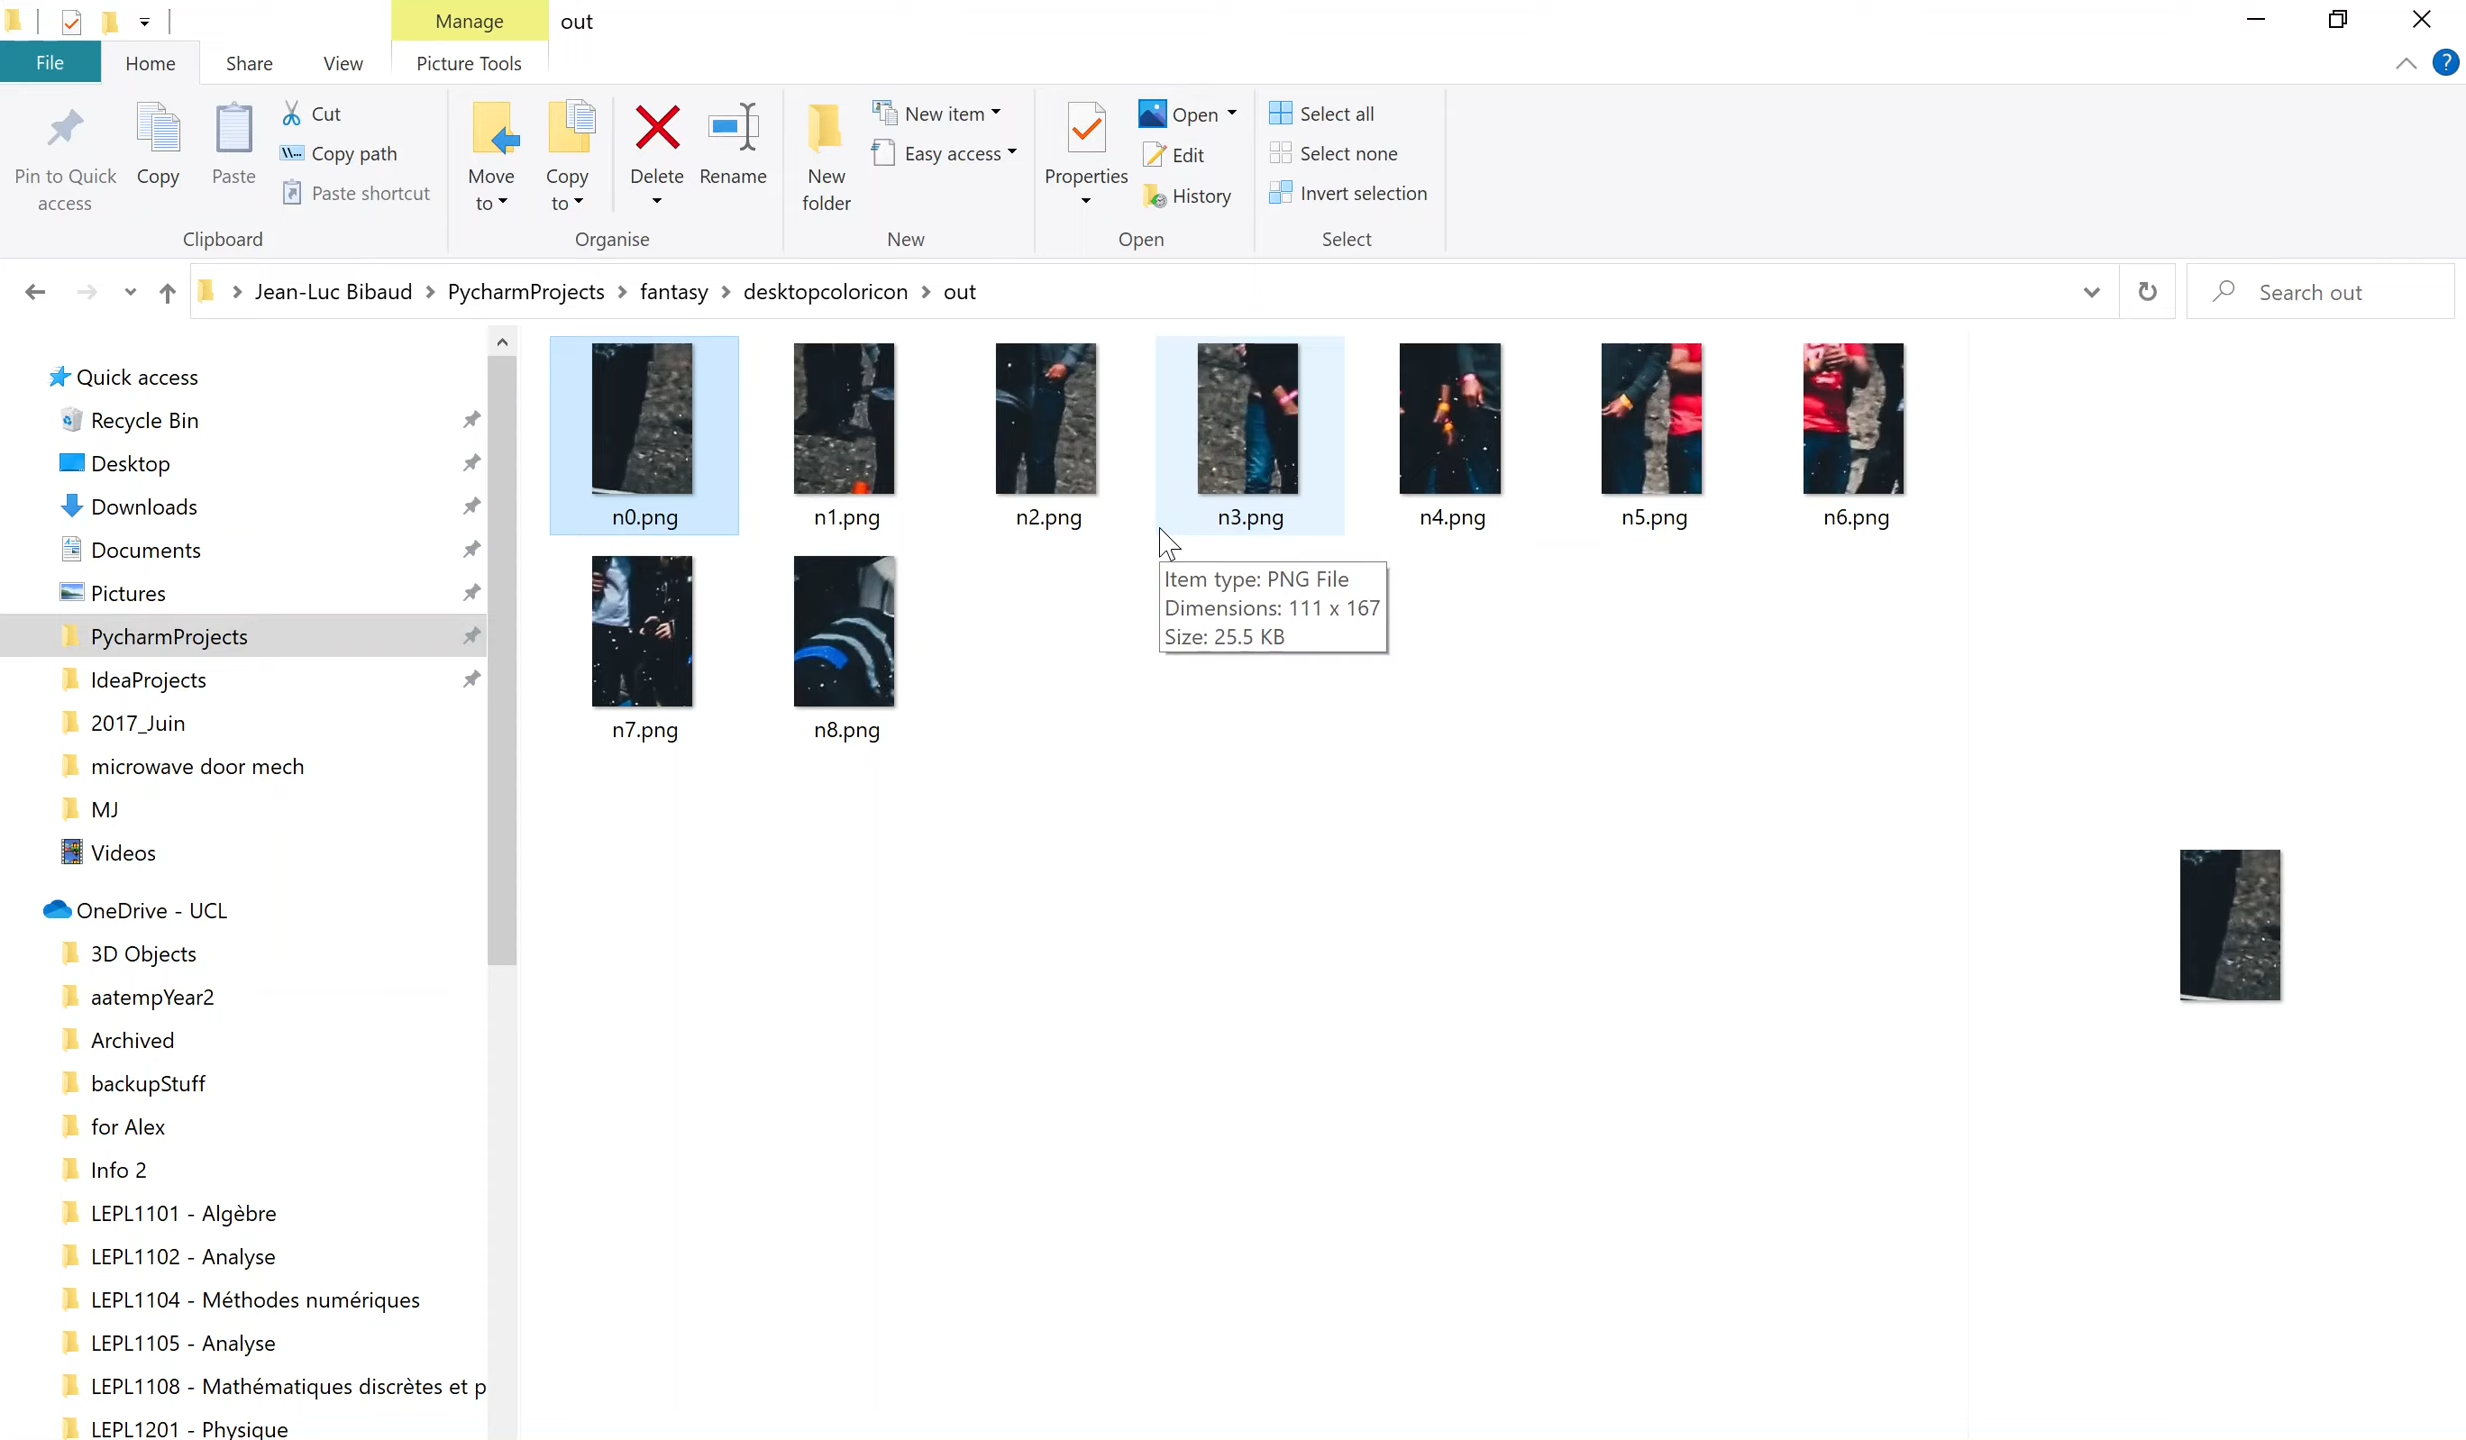 Manage
out
File
Home
Share
View
Picture Tools
Pin to Quick access
Copy
Paste
Cut
Copy path
Paste shortcut
Clipboard
Move to
Copy to
Delete
Rename
Organise
New folder
New item
Easy access
New
Properties
Open
Edit
History
Open
Select all
Select none
Invert selection
Select
Jean-Luc Bibaud > PycharmProjects > fantasy > desktopcoloricon > out
Search out
Quick access
Recycle Bin
Desktop
Downloads
Documents
Pictures
PycharmProjects
IdeaProjects
2017_Juin
microwave door mech
MJ
Videos
OneDrive - UCL
3D Objects
aatempYear2
Archived
backupStuff
for Alex
Info 2
LEPL1101 - Algèbre
LEPL1102 - Analyse
LEPL1104 - Méthodes numériques
LEPL1105 - Analyse
LEPL1108 - Mathématiques discrètes et p
LEPL1201 - Physique
n0.png
n1.png
n2.png
n3.png
n4.png
n5.png
n6.png
n7.png
n8.png
Item type: PNG File
Dimensions: 111 x 167
Size: 25.5 KB